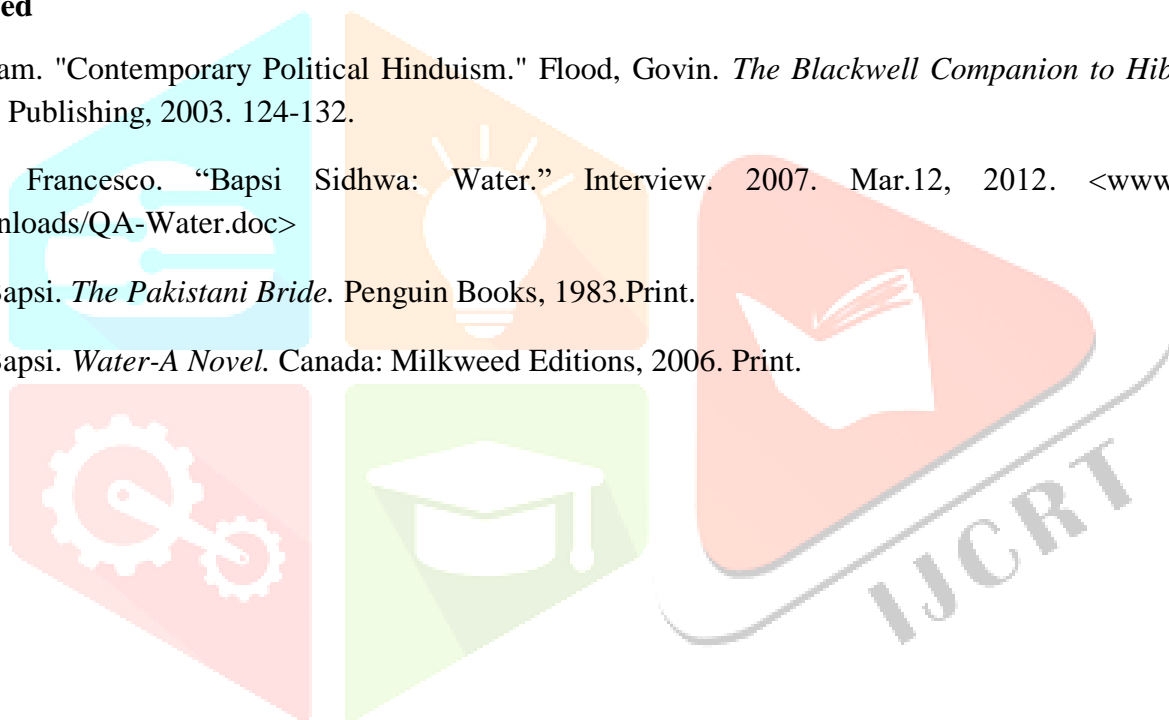 ed
am. "Contemporary Political Hinduism." Flood, Govin. The Blackwell Companion to Hib
Publishing, 2003. 124-132.
Francesco. “Bapsi Sidhwa: Water.” Interview. 2007. Mar.12, 2012. <www
nloads/QA-Water.doc>
Bapsi. The Pakistani Bride. Penguin Books, 1983.Print.
Bapsi. Water-A Novel. Canada: Milkweed Editions, 2006. Print.
IJCRT